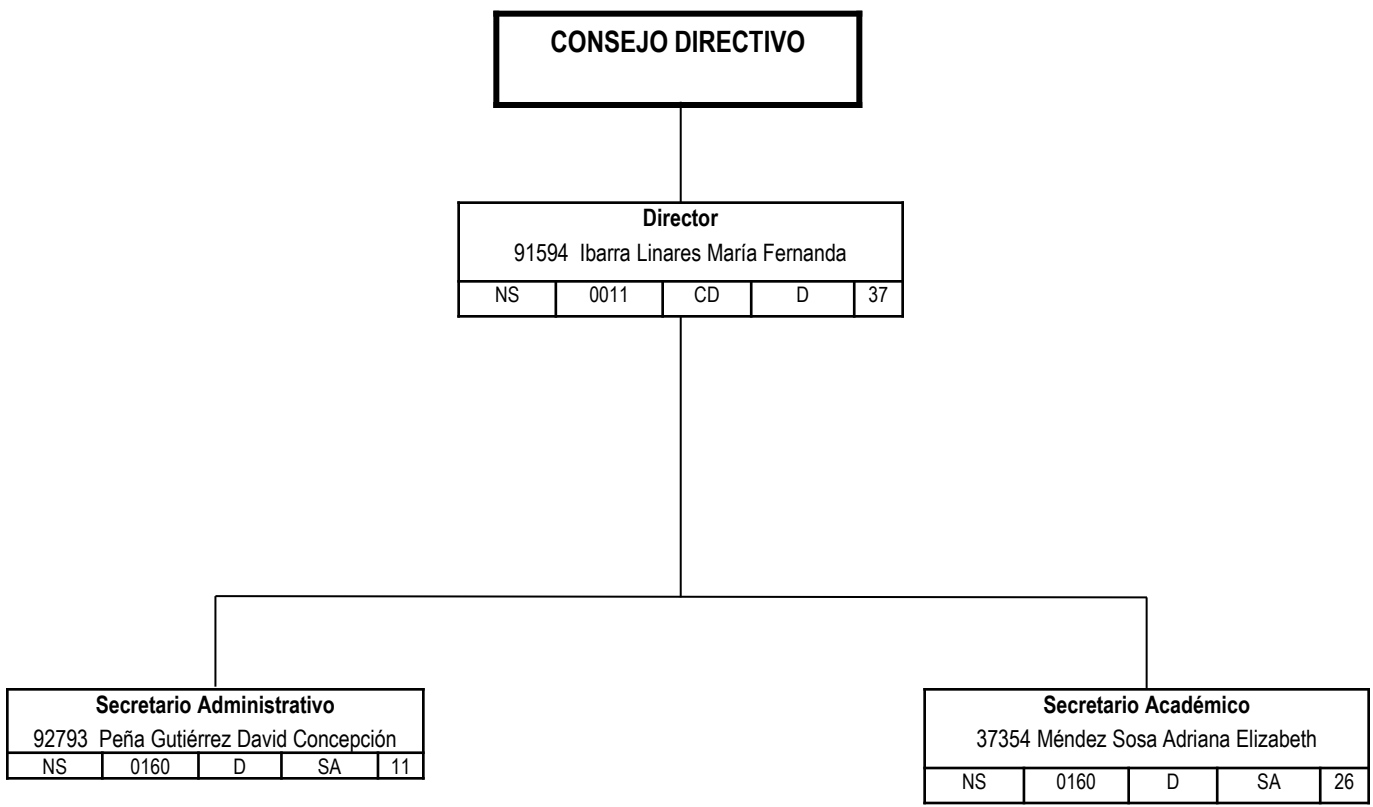 CONSEJO DIRECTIVO
Director
91594 Ibarra Linares María Fernanda
NS 0011 CD D 37
Secretario Administrativo
92793 Peña Gutiérrez David Concepción
NS 0160 D SA 11
Secretario Académico
37354 Méndez Sosa Adriana Elizabeth
NS 0160 D SA 26